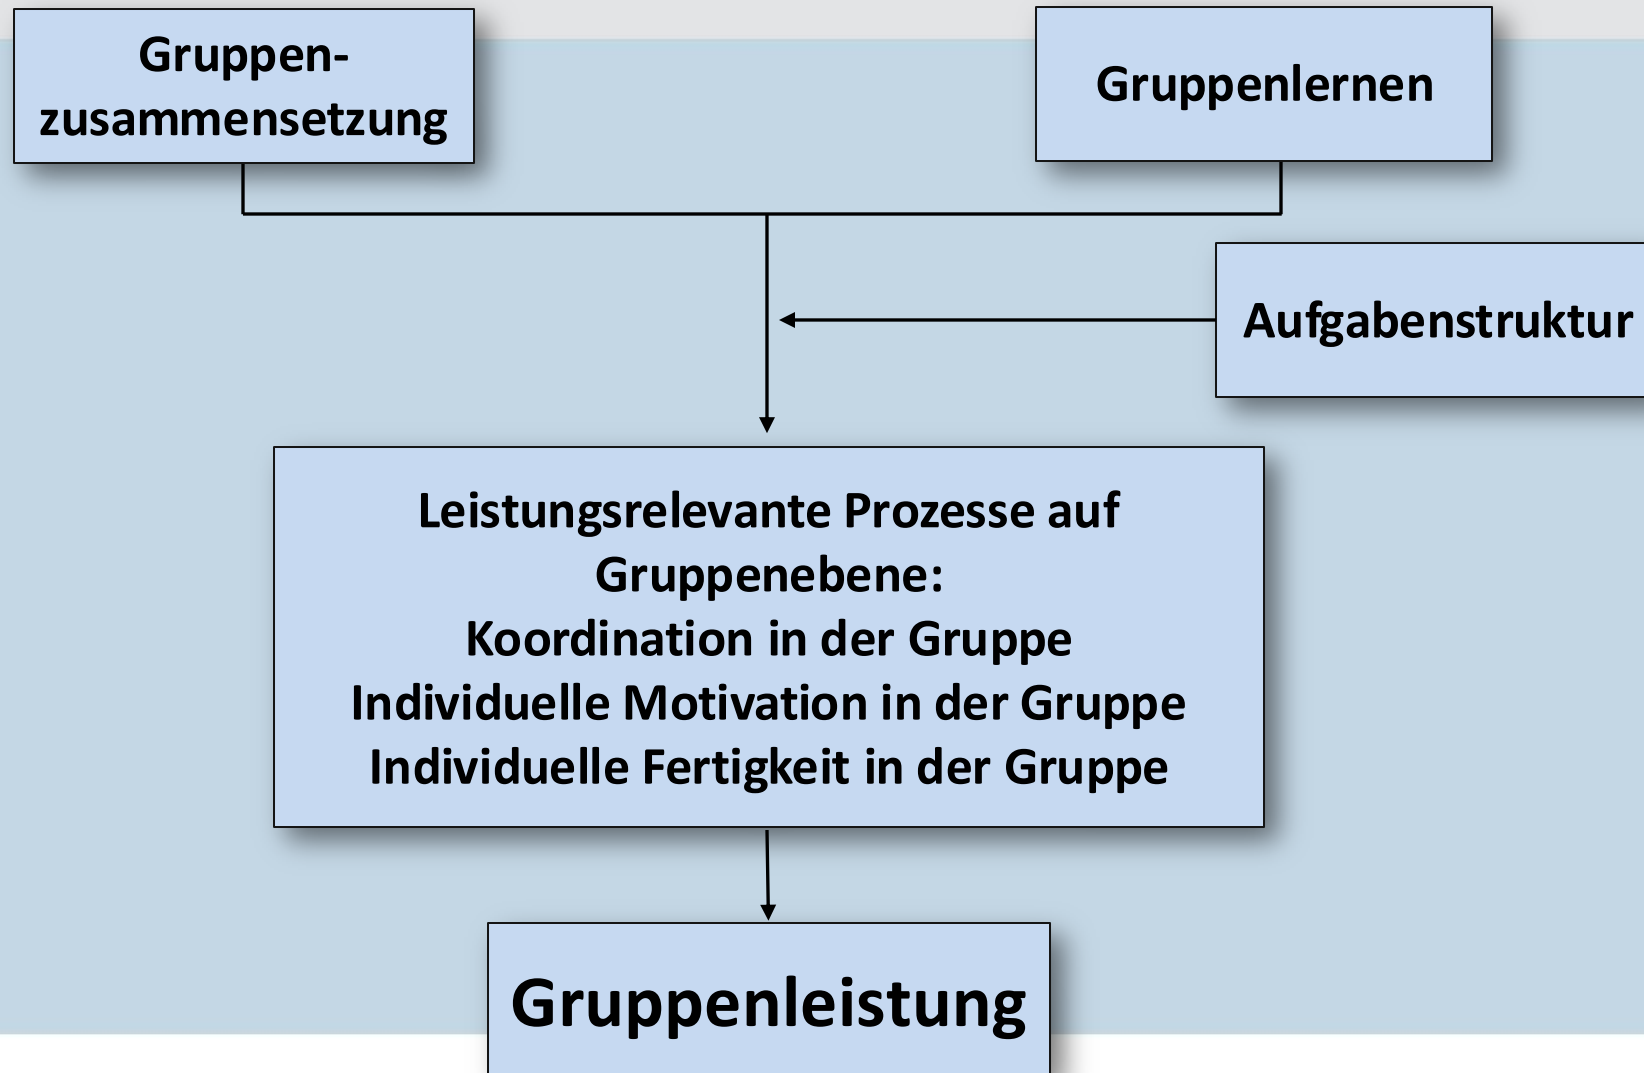 Gruppen-
zusammensetzung
Gruppenlernen
Aufgabenstruktur
Leistungsrelevante Prozesse auf
Gruppenebene:
Koordination in der Gruppe
Individuelle Motivation in der Gruppe
Individuelle Fertigkeit in der Gruppe
Gruppenleistung